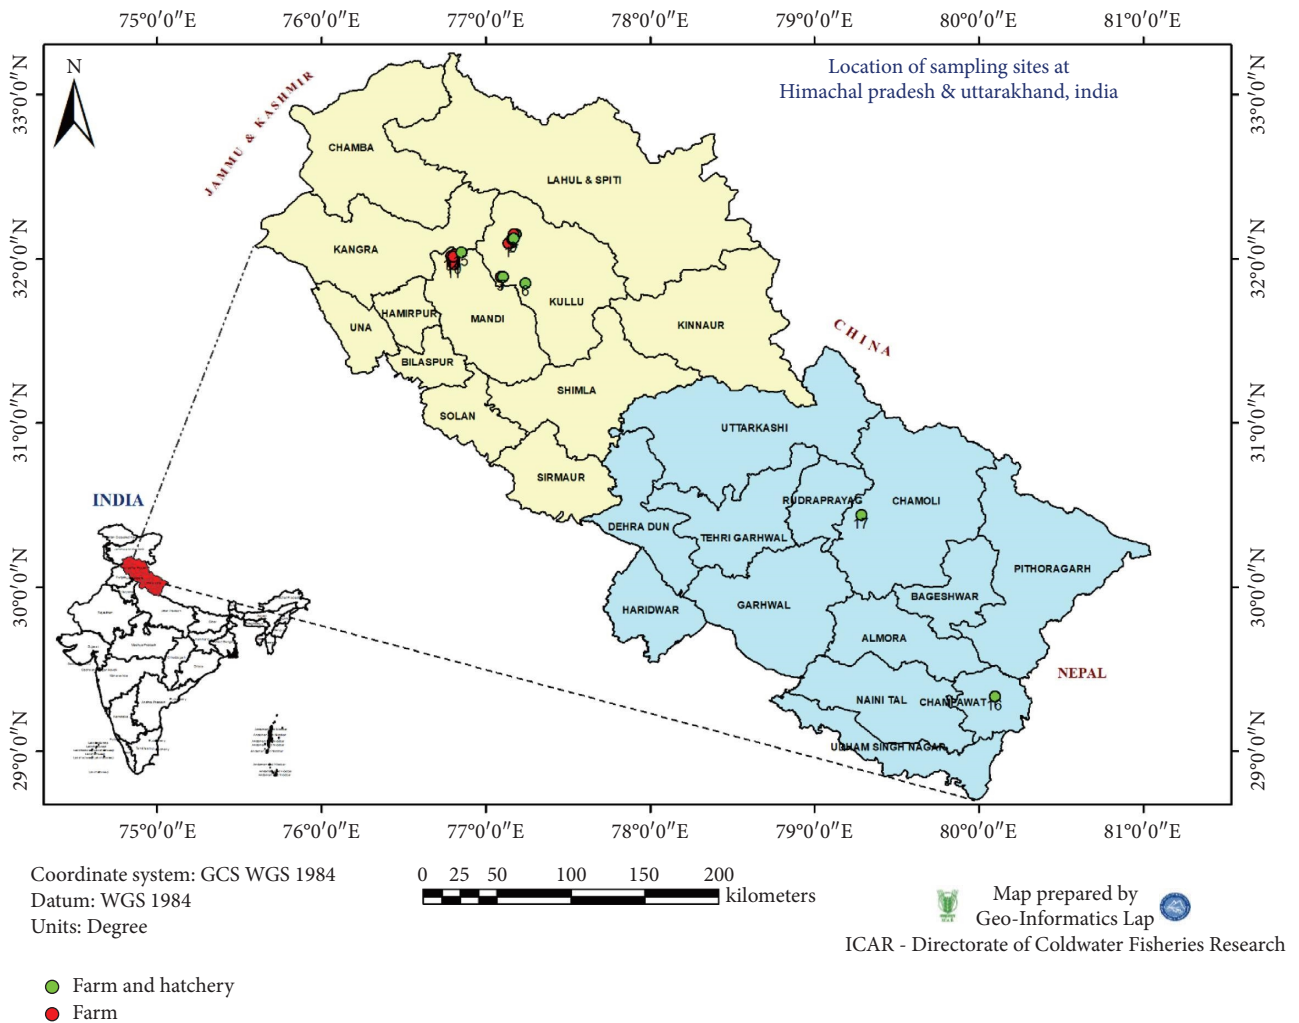 75°0′0″E 76°0′0″E 77°0′0″E 78°0′0″E 79°0′0″E 80°0′0″E 81°0′0″E
N
Location of sampling sites at
Himachal pradesh & uttarakhand, india
33°0′0″N
33°0′0″N
JAMMU & KASHMIR
CHAMBA
LAHUL & SPITI
KANGRA
32°0′0″N
32°0′0″N
KULLU
6
MANDI
HAMIRPUR
UNA
KINNAUR
CHINA
BILASPUR
SHIMLA
SOLAN
31°0′0″N
31°0′0″N
UTTARKASHI
SIRMAUR
INDIA
RUDRAPRAYAG
CHAMOLI
17
DEHRA DUN
TEHRI GARHWAL
PITHORAGARH
30°0′0″N
30°0′0″N
BAGESHWAR
HARIDWAR
GARHWAL
ALMORA
NEPAL
NAINI TAL
CHAMPAWAT
16
UDHAM SINGH NAGAR
29°0′0″N
29°0′0″N
75°0′0″E 76°0′0″E 77°0′0″E 78°0′0″E 79°0′0″E 80°0′0″E 81°0′0″E
Coordinate system: GCS WGS 1984
Datum: WGS 1984
Units: Degree
0 25 50 100 150 200
kilometers
Map prepared by
Geo-Informatics Lap
ICAR - Directorate of Coldwater Fisheries Research
Farm and hatchery
Farm